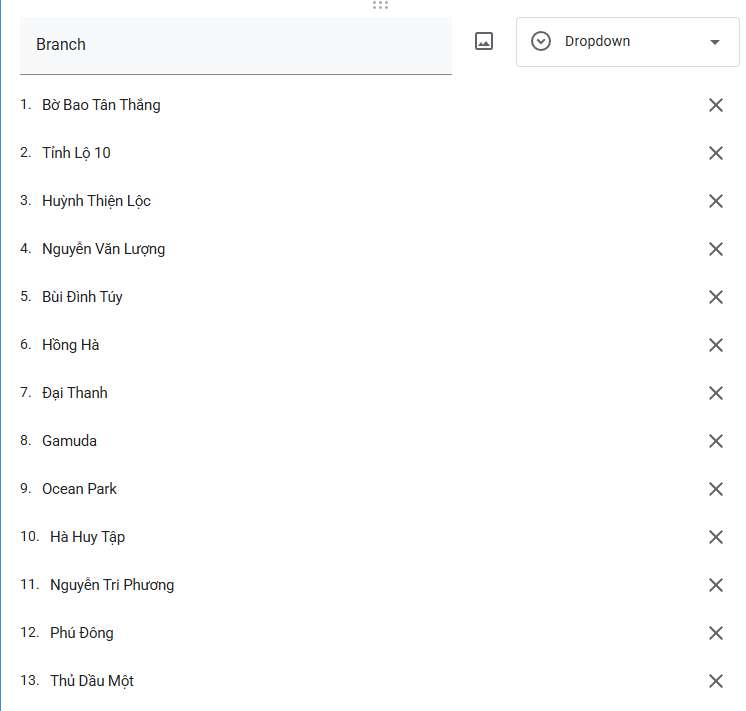 Branch
Dropdown
1. Bờ Bao Tân Thắng
2. Tỉnh Lộ 10
3. Huỳnh Thiện Lộc
4. Nguyễn Văn Lượng
5. Bùi Đình Túy
6. Hồng Hà
7. Đại Thanh
8. Gamuda
9. Ocean Park
10. Hà Huy Tập
11. Nguyễn Tri Phương
12. Phú Đông
13. Thủ Dầu Một